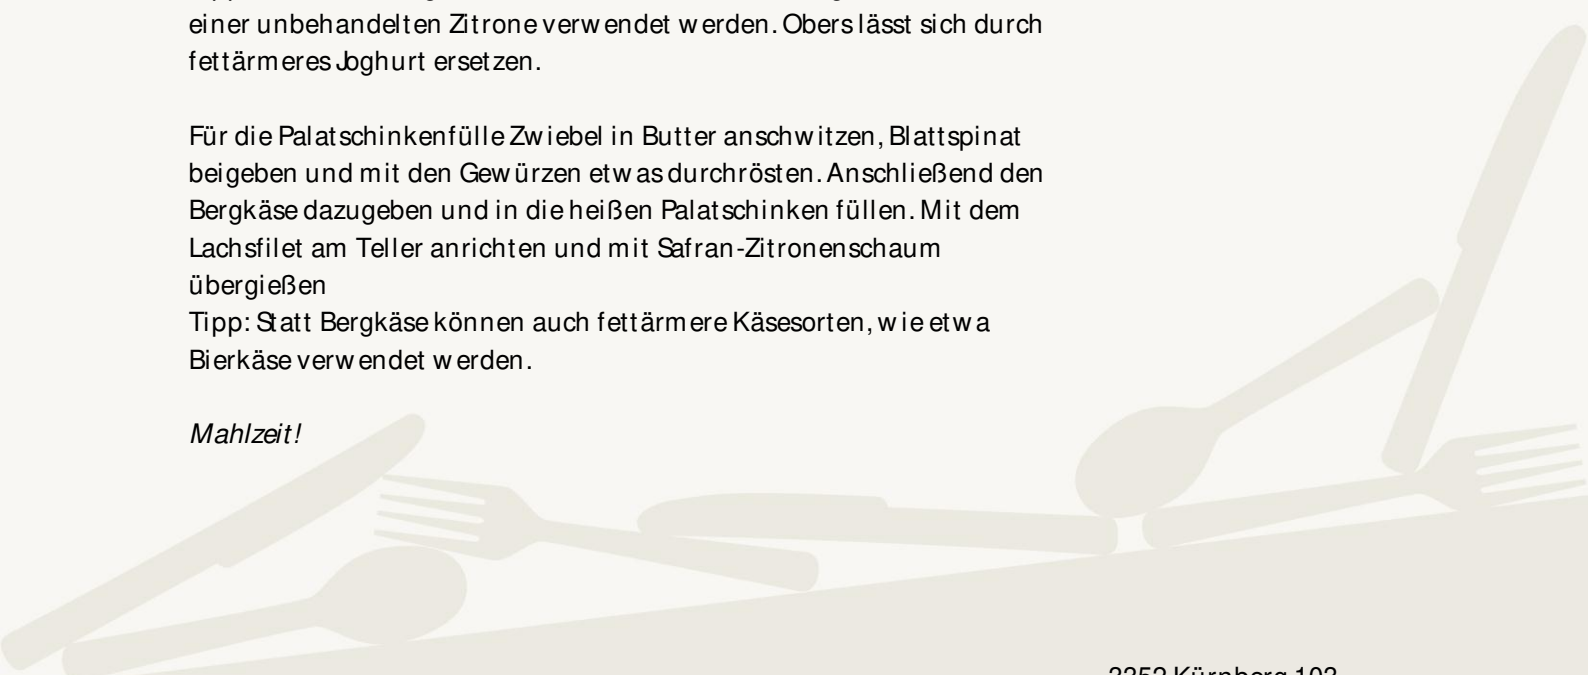 einer unbehandelten Zitrone verwendet werden. Obers lässt sich durch
fettärmeres Joghurt ersetzen.
Für die Palatschinkenfülle Zwiebel in Butter anschwitzen, Blattspinat
beigeben und mit den Gewürzen etwas durchrösten. Anschließend den
Bergkäse dazugeben und in die heißen Palatschinken füllen. Mit dem
Lachsfilet am Teller anrichten und mit Safran-Zitronenschaum
übergießen
Tipp: Statt Bergkäse können auch fettärmere Käsesorten, wie etwa
Bierkäse verwendet werden.
Mahlzeit!
3352 Kürnberg 103